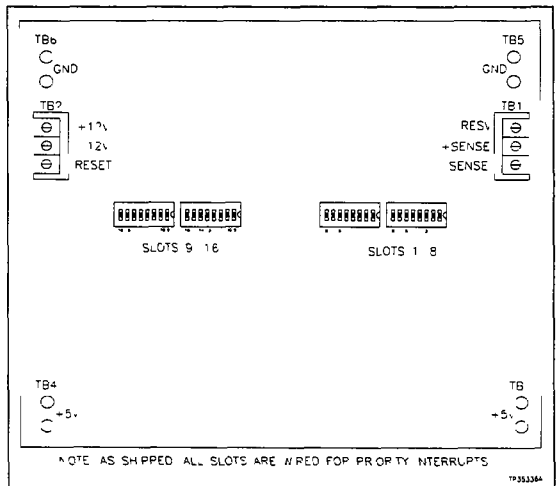 TB6
TB5
GND
GND
TB2
TB1
+12v
RESV
12v
+SENSE
RESET
SENSE
SLOTS 9 16
SLOTS 1 8
TB4
TB
+5v
+5v
NOTE AS SHIPPED ALL SLOTS ARE WIRED FOR PRIORITY INTERRUPTS
TP35336A